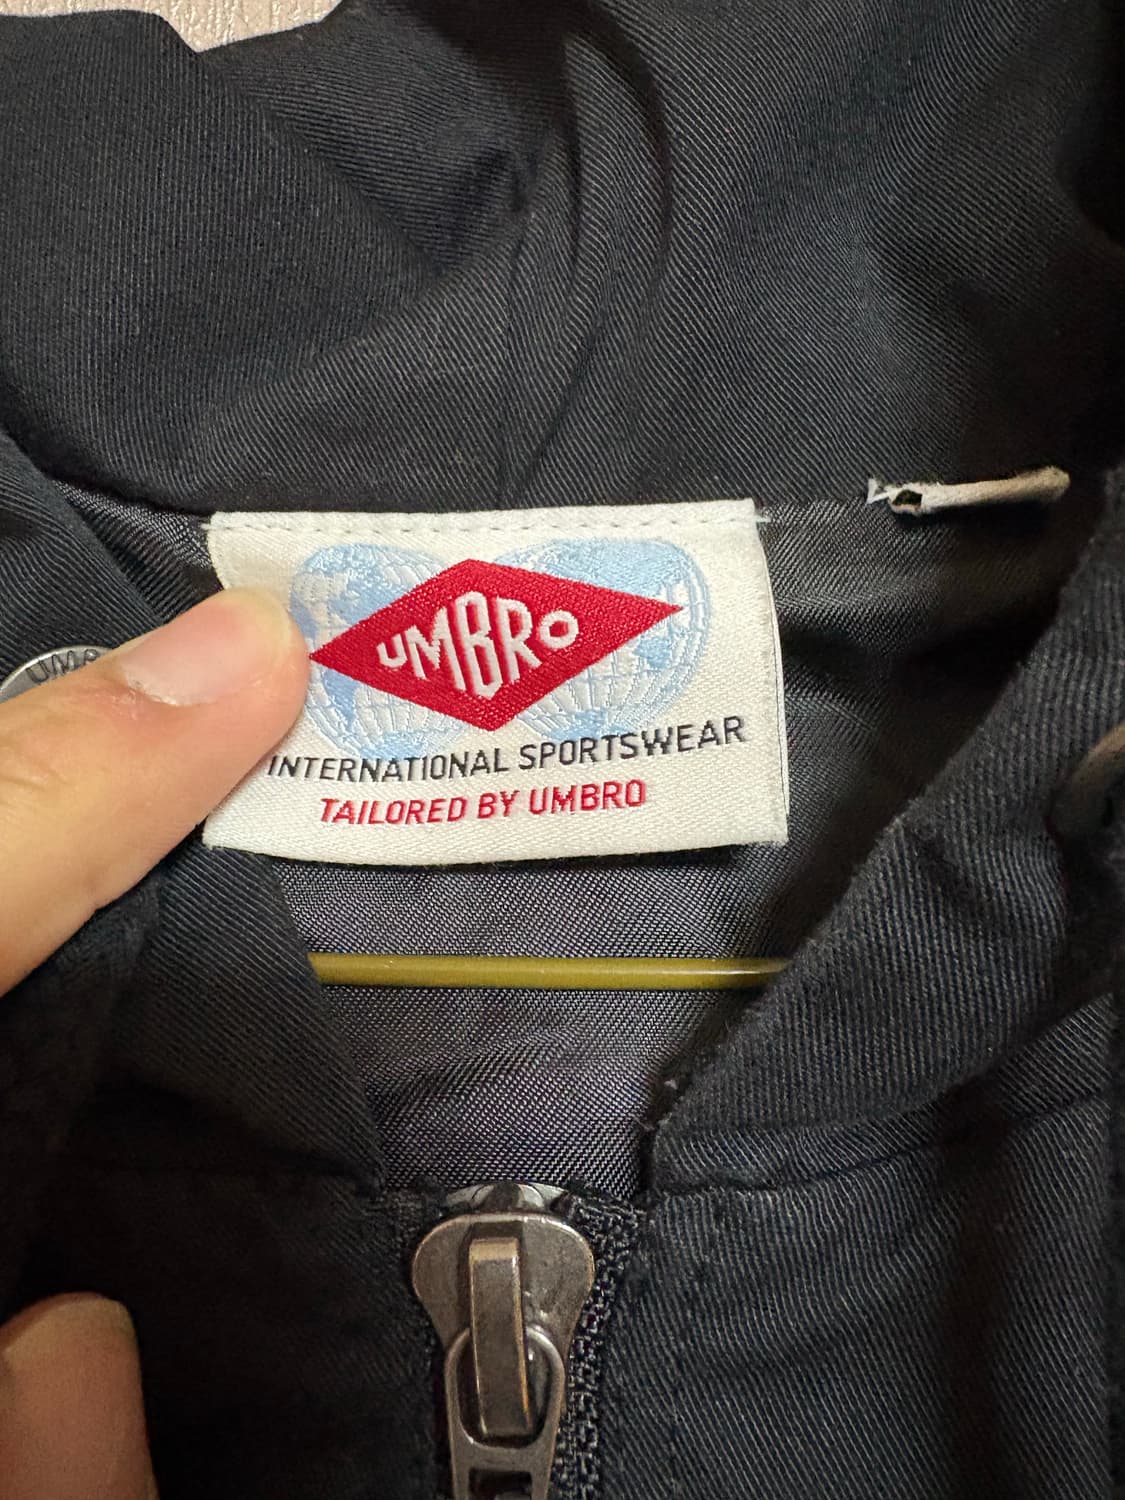 UMBRO
INTERNATIONAL SPORTSWEAR
TAILORED BY UMBRO